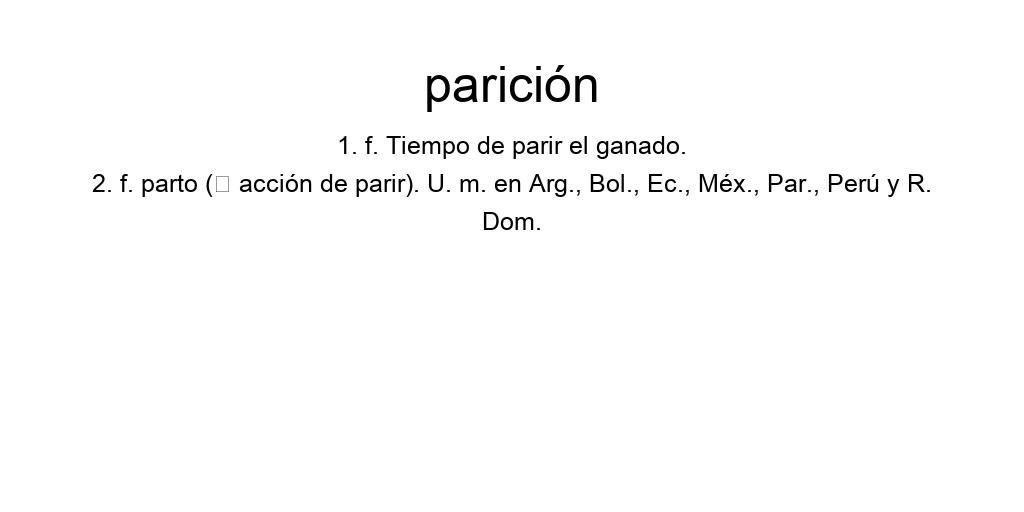 parición
1. f. Tiempo de parir el ganado.
2. f. parto (▯ acción de parir). U. m. en Arg., Bol., Ec., Méx., Par., Perú y R.
Dom.